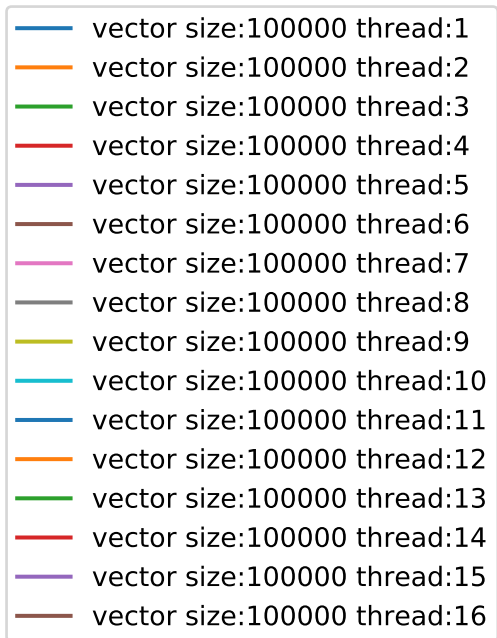 vector size:100000 thread:1
vector size:100000 thread:2
vector size:100000 thread:3
vector size:100000 thread:4
vector size:100000 thread:5
vector size:100000 thread:6
vector size:100000 thread:7
vector size:100000 thread:8
vector size:100000 thread:9
vector size:100000 thread:10
vector size:100000 thread:11
vector size:100000 thread:12
vector size:100000 thread:13
vector size:100000 thread:14
vector size:100000 thread:15
vector size:100000 thread:16